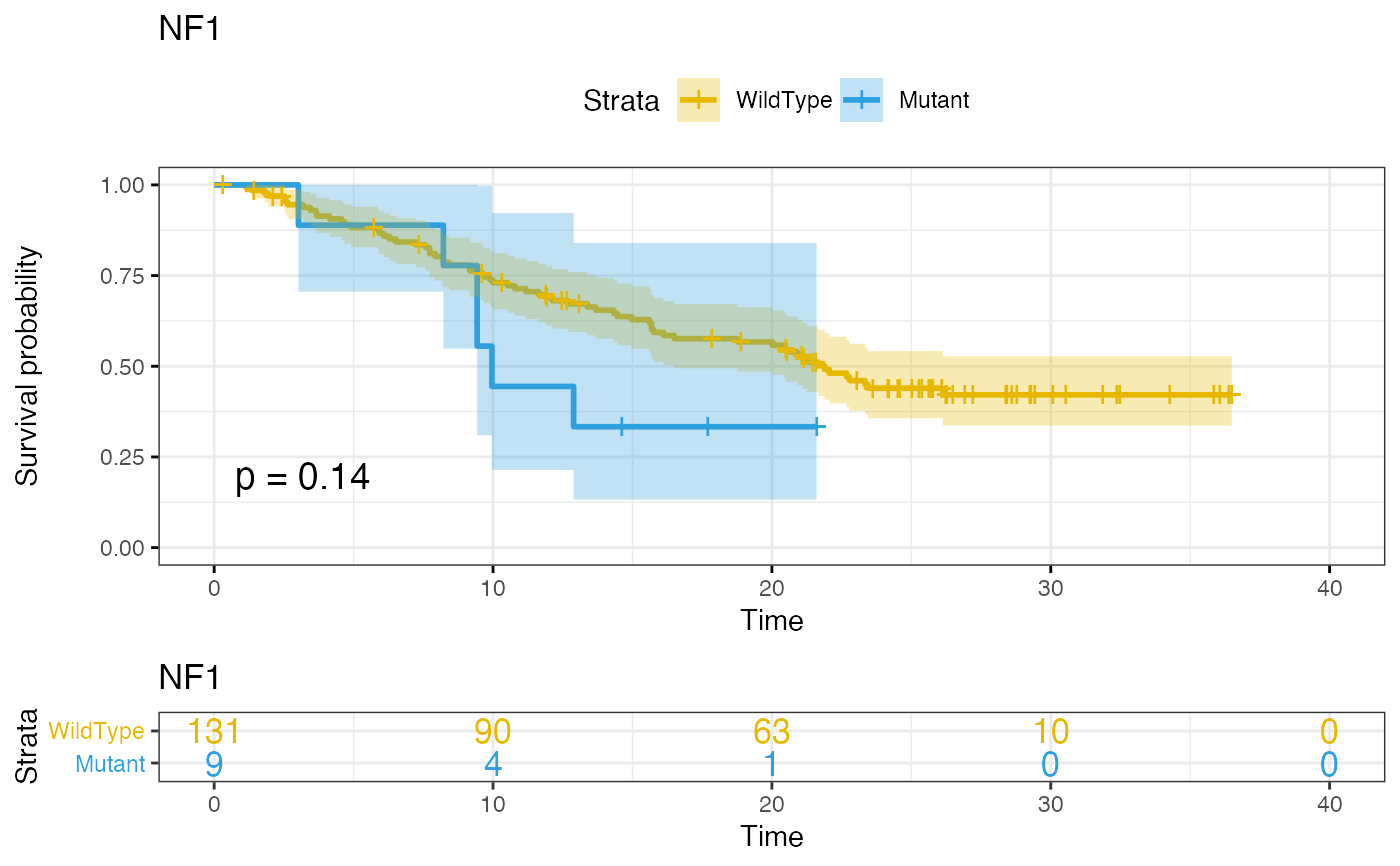 NF1
Strata WildType Mutant
Survival probability
1.00
0.75
0.50
0.25
0.00
p = 0.14
0 10 20 30 40
Time
NF1
Strata
WildType 131 90 63 10 0
Mutant 9 4 1 0 0
0 10 20 30 40
Time